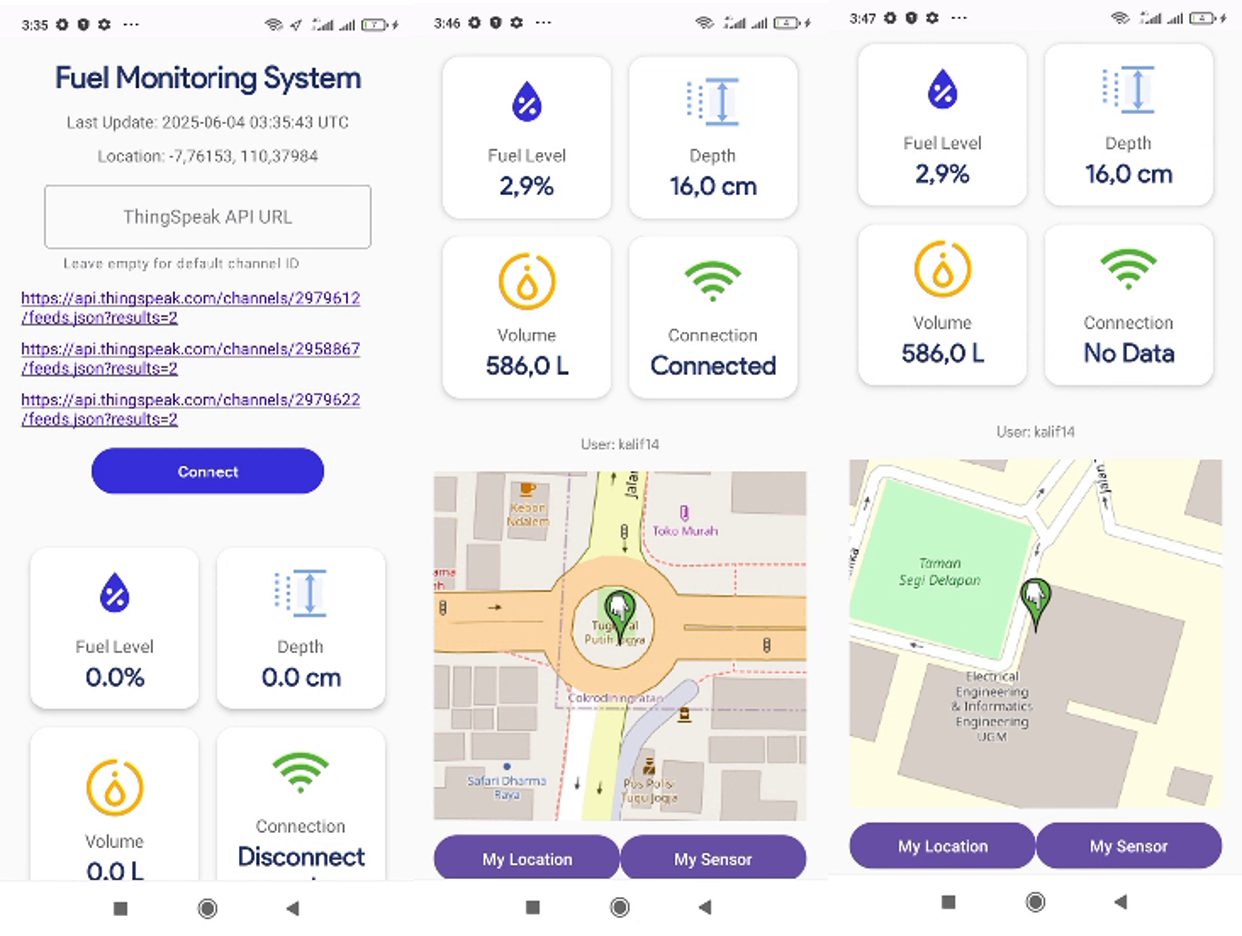 3:35
Fuel Monitoring System
Last Update: 2025-06-04 03:35:43 UTC
Location: -7,76153, 110,37984
ThingSpeak API URL
Leave empty for default channel ID
https://api.thingspeak.com/channels/2979612
/feeds.json?results=2
https://api.thingspeak.com/channels/2958867
/feeds.json?results=2
https://api.thingspeak.com/channels/2979622
/feeds.json?results=2
Connect
Fuel Level
0.0%
Depth
0.0 cm
Volume
0.0 L
Connection
Disconnect
3:46
Fuel Level
2,9%
Depth
16,0 cm
Volume
586,0 L
Connection
Connected
User: kalif14
Jalan
Kebon
Ndalem
Toko Murah
Putih
Cokrodiningratan
Safari Dharma
Raya
Pos Polisi
Tugu Jogja
My Location
My Sensor
3:47
Fuel Level
2,9%
Depth
16,0 cm
Volume
586,0 L
Connection
No Data
User: kalif14
Jalan
Taman
Segi Delapan
Electrical
Engineering
& Informatics
Engineering
UGM
My Location
My Sensor